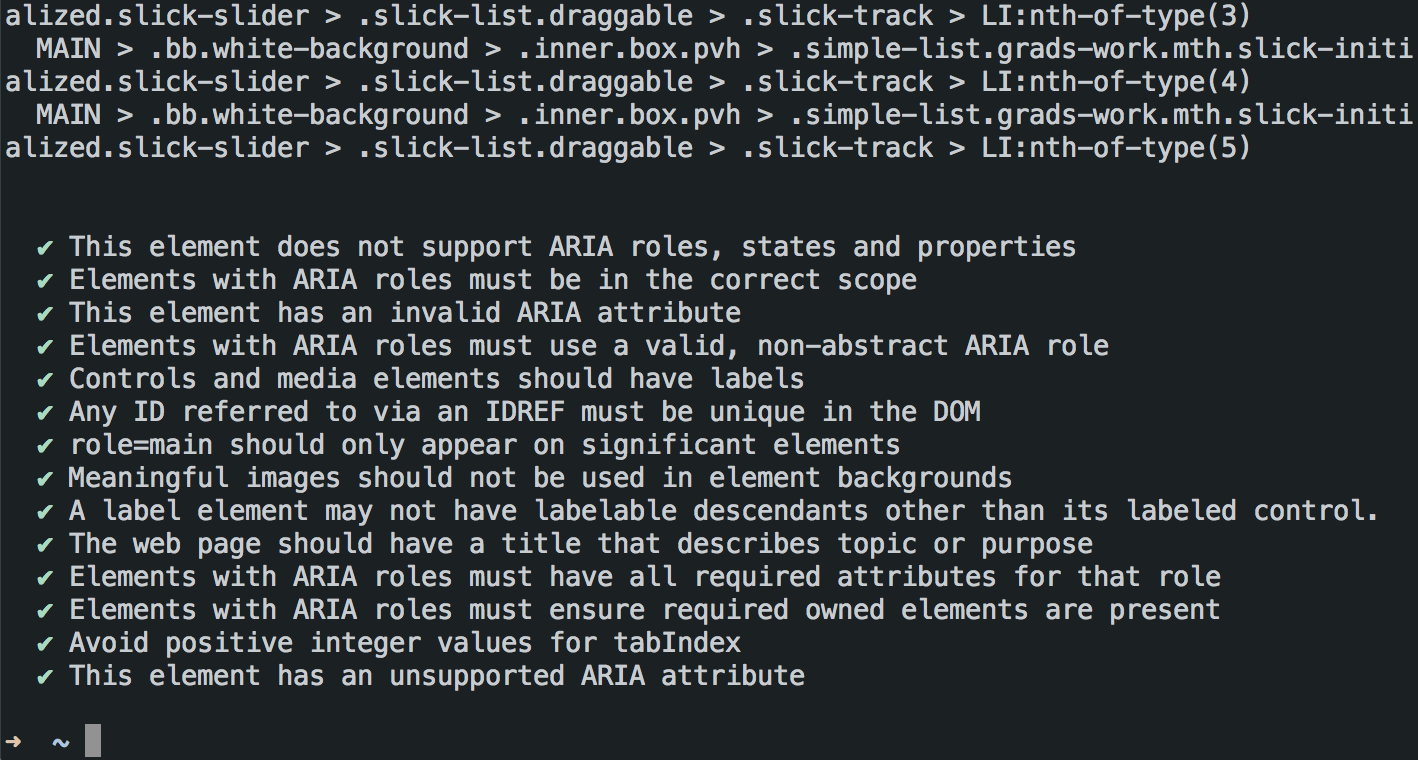 alized.slick-slider > .slick-list.draggable > .slick-track > LI:nth-of-type(3)
MAIN > .bb.white-background > .inner.box.pvh > .simple-list.grads-work.mth.slick-initi
alized.slick-slider > .slick-list.draggable > .slick-track > LI:nth-of-type(4)
MAIN > .bb.white-background > .inner.box.pvh > .simple-list.grads-work.mth.slick-initi
alized.slick-slider > .slick-list.draggable > .slick-track > LI:nth-of-type(5)
✔ This element does not support ARIA roles, states and properties
✔ Elements with ARIA roles must be in the correct scope
✔ This element has an invalid ARIA attribute
✔ Elements with ARIA roles must use a valid, non-abstract ARIA role
✔ Controls and media elements should have labels
✔ Any ID referred to via an IDREF must be unique in the DOM
✔ role=main should only appear on significant elements
✔ Meaningful images should not be used in element backgrounds
✔ A label element may not have labelable descendants other than its labeled control.
✔ The web page should have a title that describes topic or purpose
✔ Elements with ARIA roles must have all required attributes for that role
✔ Elements with ARIA roles must ensure required owned elements are present
✔ Avoid positive integer values for tabIndex
✔ This element has an unsupported ARIA attribute
➜ ~